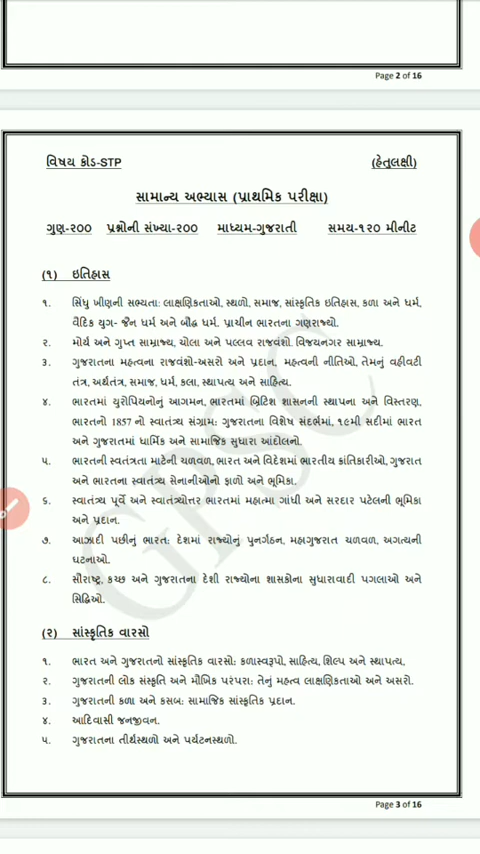 Page 2 of 16
વિષય કોડ-STP (હેતુલક્ષી)
સામાન્ય અભ્યાસ (પ્રાથમિક પરીક્ષા)
ગુણ-૨૦૦ પ્રશ્નોની સંખ્યા-૨૦૦ માધ્યમ-ગુજરાતી સમય-૧૨૦ મીનીટ
(૧) ઇતિહાસ
૧. સિંધુ ખીણની સભ્યતા: લાક્ષણિકતાઓ, સ્થળો, સમાજ, સાંસ્કૃતિક ઇતિહાસ, કળા અને ધર્મ,
વૈદિક યુગ- જૈન ધર્મ અને બૌદ્ધ ધર્મ. પ્રાચીન ભારતના ગણરાજ્યો.
૨. મોર્ય અને ગુપ્ત સામ્રાજ્ય, ચોલા અને પલ્લવ રાજવંશો. વિજયનગર સામ્રાજ્ય.
૩. ગુજરાતના મહત્વના રાજવંશો-અસરો અને પ્રદાન, મહત્વની નીતિઓ, તેમનું વહીવટી
તંત્ર, અર્થતંત્ર, સમાજ, ધર્મ, કલા, સ્થાપત્ય અને સાહિત્ય.
૪. ભારતમાં યુરોપિયનોનું આગમન, ભારતમાં બ્રિટિશ શાસનની સ્થાપના અને વિસ્તરણ,
ભારતનો 1857 નો સ્વાતંત્ર્ય સંગ્રામ: ગુજરાતના વિશેષ સંદર્ભમાં, ૧૯મી સદીમાં ભારત
અને ગુજરાતમાં ધાર્મિક અને સામાજિક સુધારા આંદોલનો.
૫. ભારતની સ્વતંત્રતા માટેની ચળવળ, ભારત અને વિદેશમાં ભારતીય ક્રાંતિકારીઓ, ગુજરાત
અને ભારતના સ્વાતંત્ર્ય સેનાનીઓનો ફાળો અને ભૂમિકા.
૬. સ્વાતંત્ર્ય પૂર્વે અને સ્વાતંત્ર્યોત્તર ભારતમાં મહાત્મા ગાંધી અને સરદાર પટેલની ભૂમિકા
અને પ્રદાન.
૭. આઝાદી પછીનું ભારત: દેશમાં રાજ્યોનું પુનર્ગઠન, મહાગુજરાત ચળવળ, અગત્યની
ઘટનાઓ.
૮. સૌરાષ્ટ્ર, કચ્છ અને ગુજરાતના દેશી રાજ્યોના શાસકોના સુધારાવાદી પગલાઓ અને
સિદ્ધિઓ.
(૨) સાંસ્કૃતિક વારસો
૧. ભારત અને ગુજરાતનો સાંસ્કૃતિક વારસો: કળાસ્વરૂપો, સાહિત્ય, શિલ્પ અને સ્થાપત્ય.
૨. ગુજરાતની લોક સંસ્કૃતિ અને મૌખિક પરંપરા: તેનું મહત્વ લાક્ષણિકતાઓ અને અસરો.
૩. ગુજરાતની કળા અને કસબ: સામાજિક સાંસ્કૃતિક પ્રદાન.
૪. આદિવાસી જનજીવન.
૫. ગુજરાતના તીર્થસ્થળો અને પર્યટનસ્થળો.
GPSC
Page 3 of 16